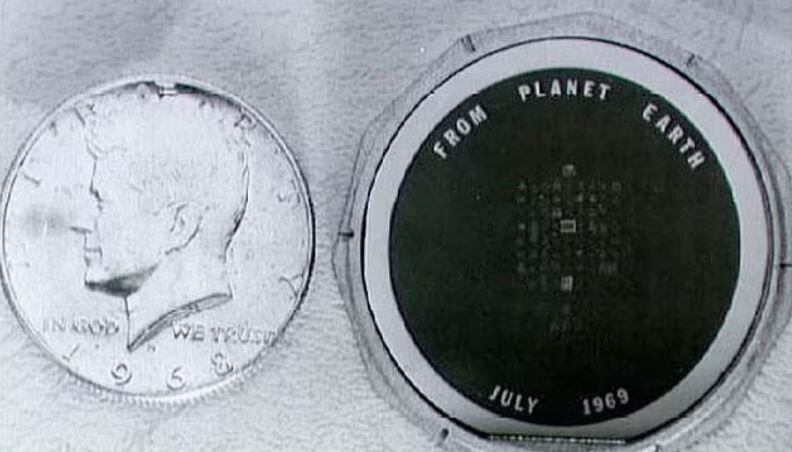 IN GOD WE TRUST
1968
FROM PLANET EARTH
JULY 1969